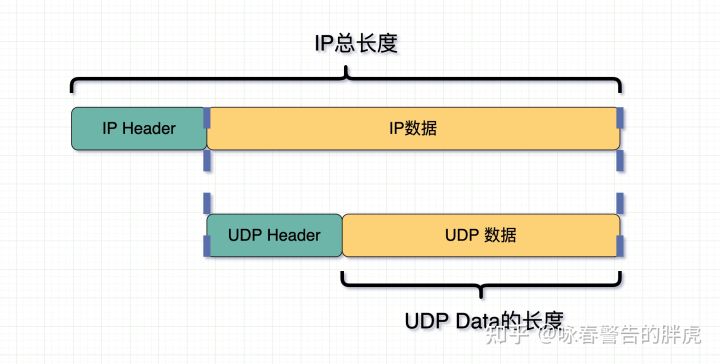 IP总长度
IP Header
IP数据
UDP Header
UDP 数据
UDP Data的长度
知乎 @咏春警告的胖虎